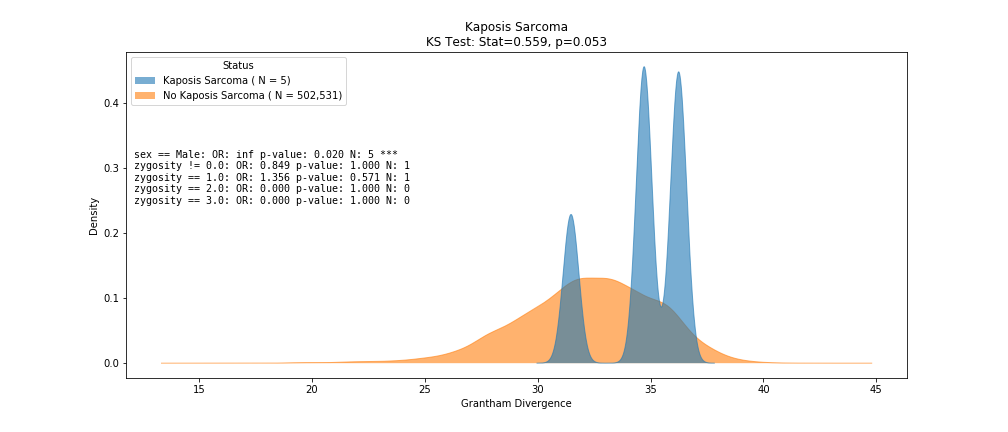 Kaposis Sarcoma
KS Test: Stat=0.559, p=0.053
Status
Kaposis Sarcoma ( N = 5)
No Kaposis Sarcoma ( N = 502,531)
sex == Male: OR: inf p-value: 0.020 N: 5 ***
zygosity != 0.0: OR: 0.849 p-value: 1.000 N: 1
zygosity == 1.0: OR: 1.356 p-value: 0.571 N: 1
zygosity == 2.0: OR: 0.000 p-value: 1.000 N: 0
zygosity == 3.0: OR: 0.000 p-value: 1.000 N: 0
Density
0.4
0.3
0.2
0.1
0.0
15 20 25 30 35 40 45
Grantham Divergence